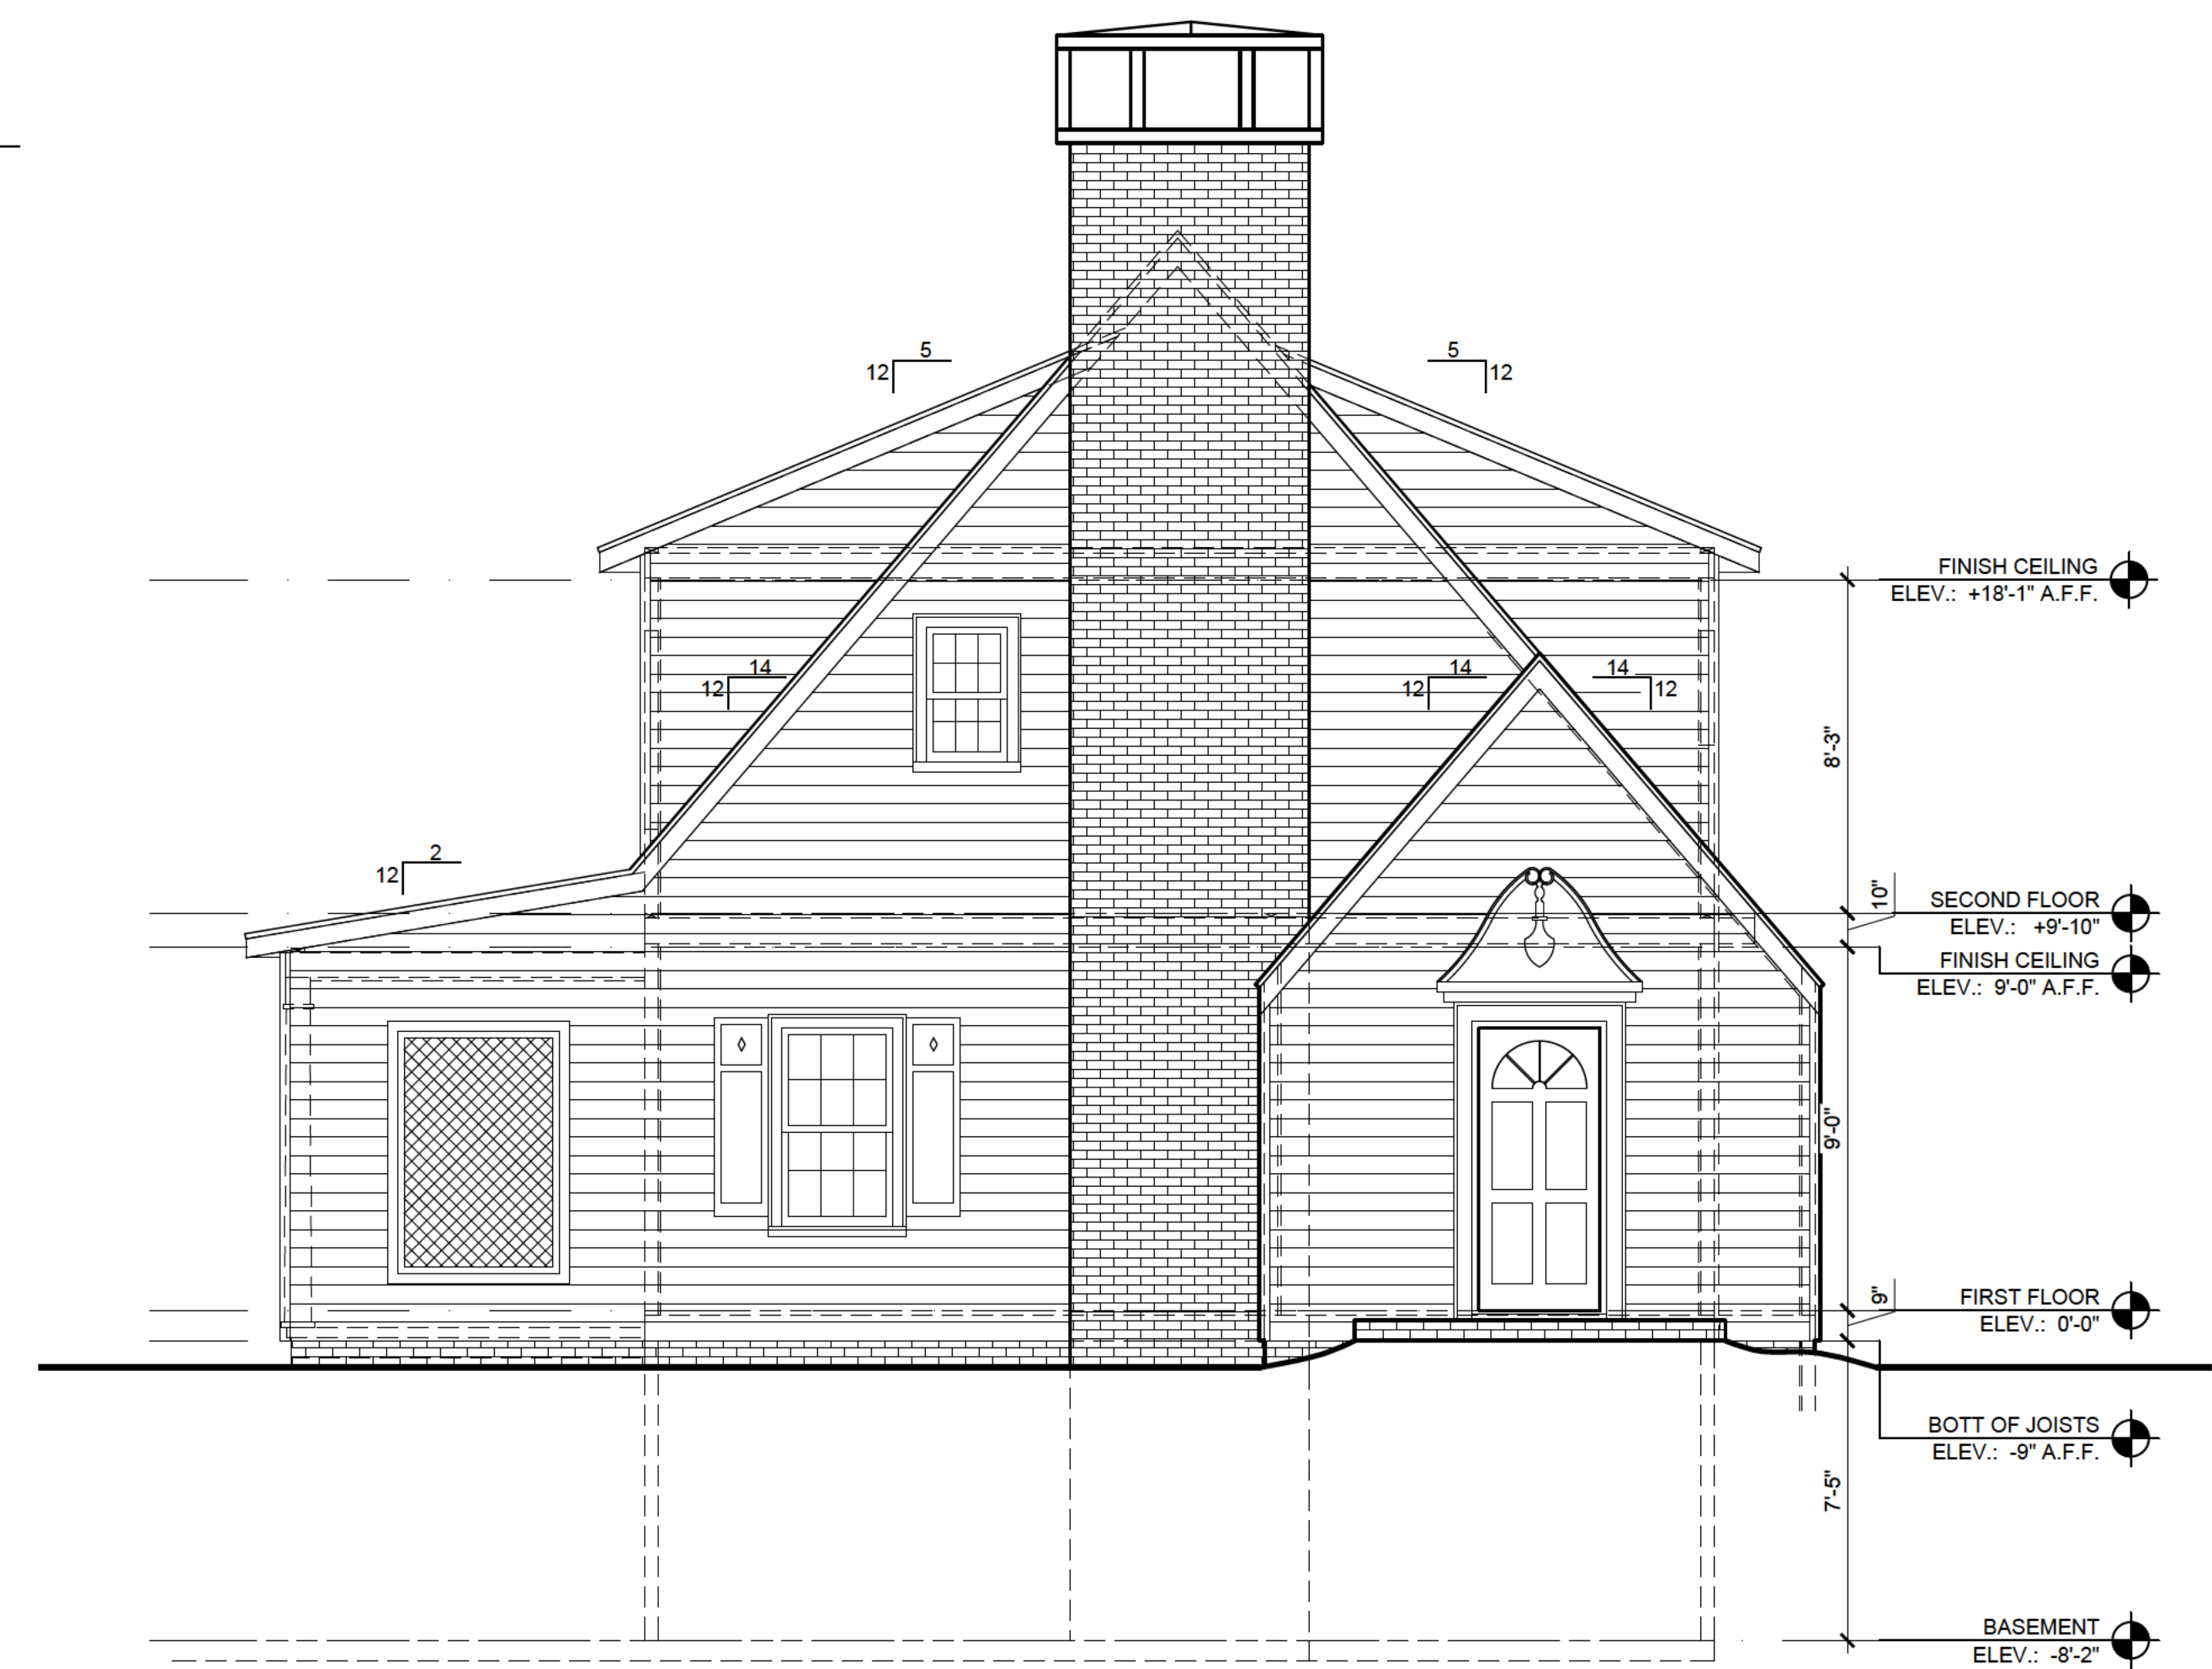 5
12
5
12
FINISH CEILING
ELEV.: +18'-1" A.F.F.
14
12
14
12
14
12
8'-3"
2
12
10"
SECOND FLOOR
ELEV.: +9'-10"
FINISH CEILING
ELEV.: 9'-0" A.F.F.
9'-0"
9"
FIRST FLOOR
ELEV.: 0'-0"
BOTT OF JOISTS
ELEV.: -9" A.F.F.
7'-5"
BASEMENT
ELEV.: -8'-2"